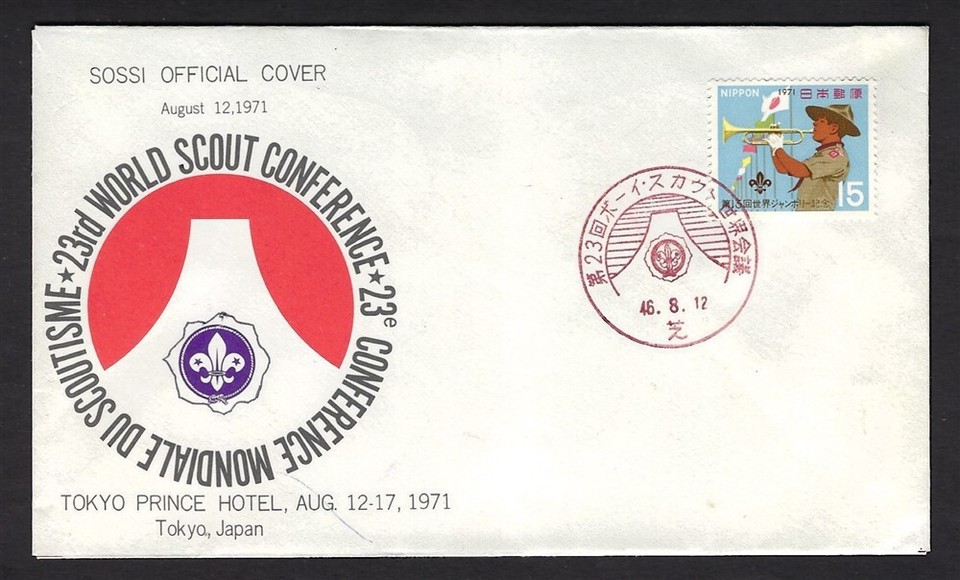 SOSSI OFFICIAL COVER
August 12,1971
★ 23rd WORLD SCOUT CONFERENCE ★ 23e CONFERENCE MONDIALE DU SCOUTISME
TOKYO PRINCE HOTEL, AUG. 12-17, 1971
Tokyo, Japan
NIPPON 1971 日本郵便
第13回世界ジャンボリー記念 15
第23回ボーイ・スカウト世界会議
46.8.12
芝